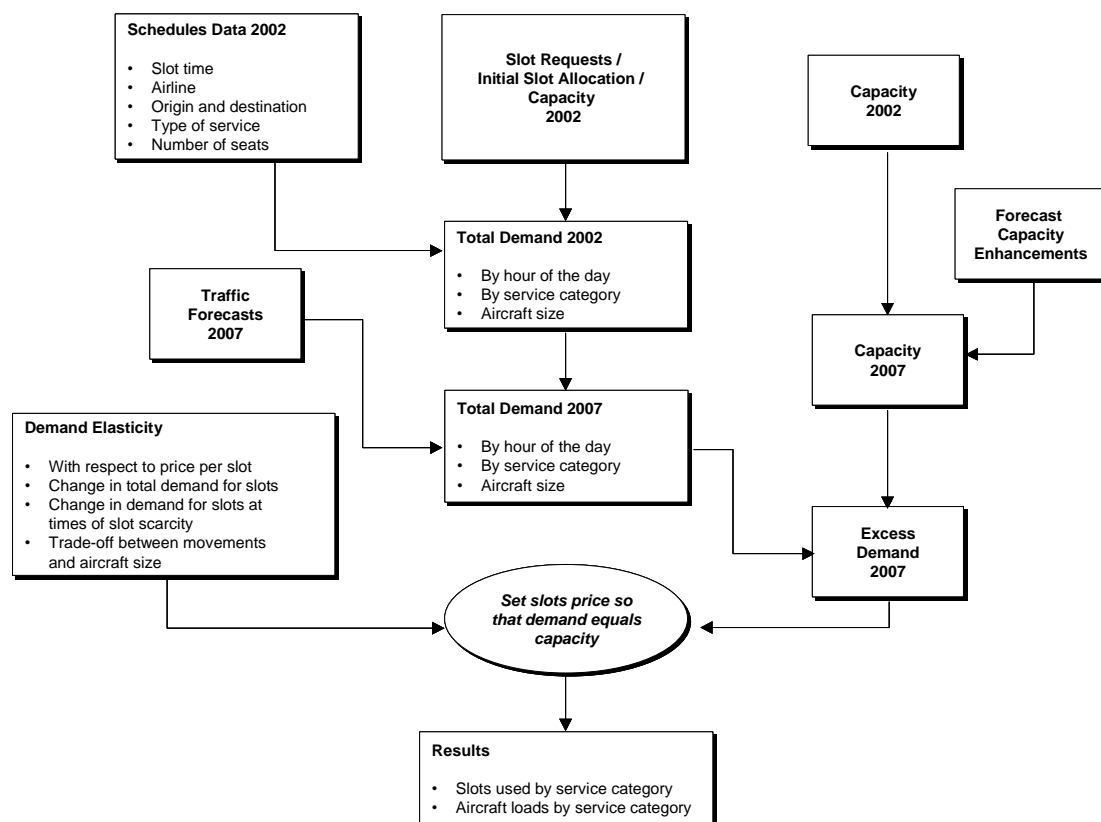 Schedules Data 2002
• Slot time
• Airline
• Origin and destination
• Type of service
• Number of seats
Slot Requests /
Initial Slot Allocation /
Capacity
2002
Capacity
2002
Forecast
Capacity
Enhancements
Total Demand 2002
• By hour of the day
• By service category
• Aircraft size
Traffic
Forecasts
2007
Capacity
2007
Total Demand 2007
• By hour of the day
• By service category
• Aircraft size
Demand Elasticity
• With respect to price per slot
• Change in total demand for slots
• Change in demand for slots at
times of slot scarcity
• Trade-off between movements
and aircraft size
Excess
Demand
2007
Set slots price so
that demand equals
capacity
Results
• Slots used by service category
• Aircraft loads by service category